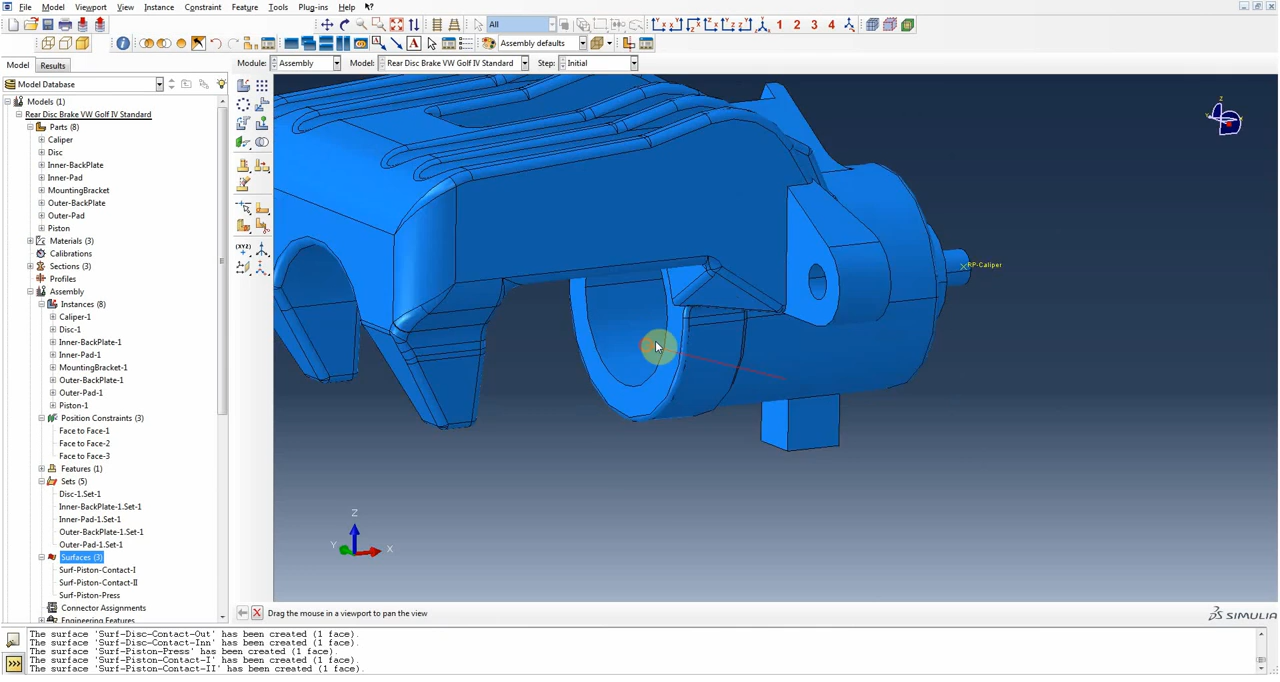 File Model Viewport View Instance Constraint Feature Tools Plug-ins Help
All 1 2 3 4
Assembly defaults
Model Results Module: Assembly Model: Rear Disc Brake VW Golf IV Standard Step: Initial
Model Database
Models (1)
Rear Disc Brake VW Golf IV Standard
Parts (8)
Caliper
Disc
Inner-BackPlate
Inner-Pad
MountingBracket
Outer-BackPlate
Outer-Pad
Piston
Materials (3)
Calibrations
Sections (3)
Profiles
Assembly
Instances (8)
Caliper-1
Disc-1
Inner-BackPlate-1
Inner-Pad-1
MountingBracket-1
Outer-BackPlate-1
Outer-Pad-1
Piston-1
Position Constraints (3)
Face to Face-1
Face to Face-2
Face to Face-3
Features (1)
Sets (5)
Disc-1.Set-1
Inner-BackPlate-1.Set-1
Inner-Pad-1.Set-1
Outer-BackPlate-1.Set-1
Outer-Pad-1.Set-1
Surfaces (3)
Surf-Piston-Contact-I
Surf-Piston-Contact-II
Surf-Piston-Press
Connector Assignments
Engineering Features
RP-Caliper
Z
Y
X
Z
Drag the mouse in a viewport to pan the view
SIMULIA
The surface 'Surf-Disc-Contact-Out' has been created (1 face).
The surface 'Surf-Disc-Contact-Inn' has been created (1 face).
The surface 'Surf-Piston-Press' has been created (1 face).
The surface 'Surf-Piston-Contact-I' has been created (1 face).
The surface 'Surf-Piston-Contact-II' has been created (1 face).